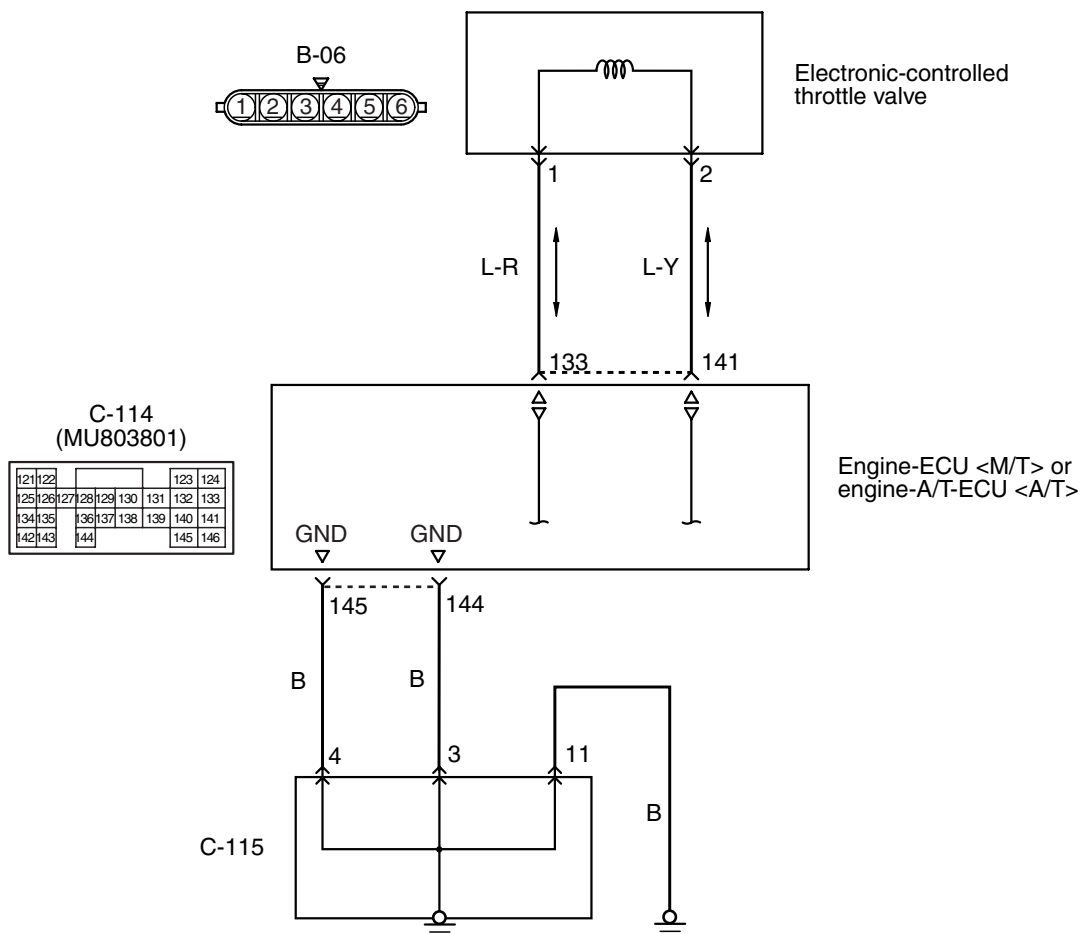 B-06
1 2 3 4 5 6
Electronic-controlled
throttle valve
1 2
L-R L-Y
133 141
C-114
(MU803801)
121 122 123 124
125 126 127 128 129 130 131 132 133
134 135 136 137 138 139 140 141
142 143 144 145 146
Engine-ECU <M/T> or
engine-A/T-ECU <A/T>
GND GND
145 144
B B
4 3 11
B
C-115